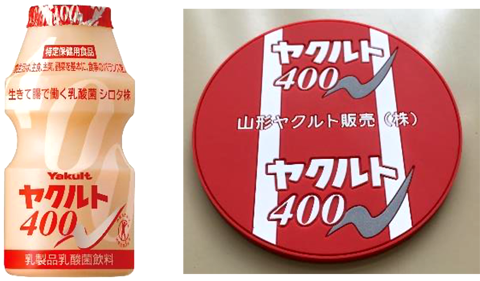 特定保健用食品
生きて腸で働く乳酸菌 シロタ株
Yakult
ヤクルト
400
乳製品乳酸菌飲料
ヤクルト
400
山形ヤクルト販売(株)
ヤクルト
400